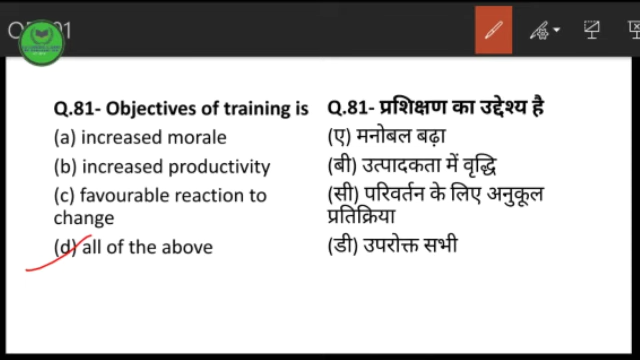 Q.81- Objectives of training is
(a) increased morale
(b) increased productivity
(c) favourable reaction to
change
(d) all of the above
Q.81- प्रशिक्षण का उद्देश्य है
(ए) मनोबल बढ़ा
(बी) उत्पादकता में वृद्धि
(सी) परिवर्तन के लिए अनुकूल
प्रतिक्रिया
(डी) उपरोक्त सभी